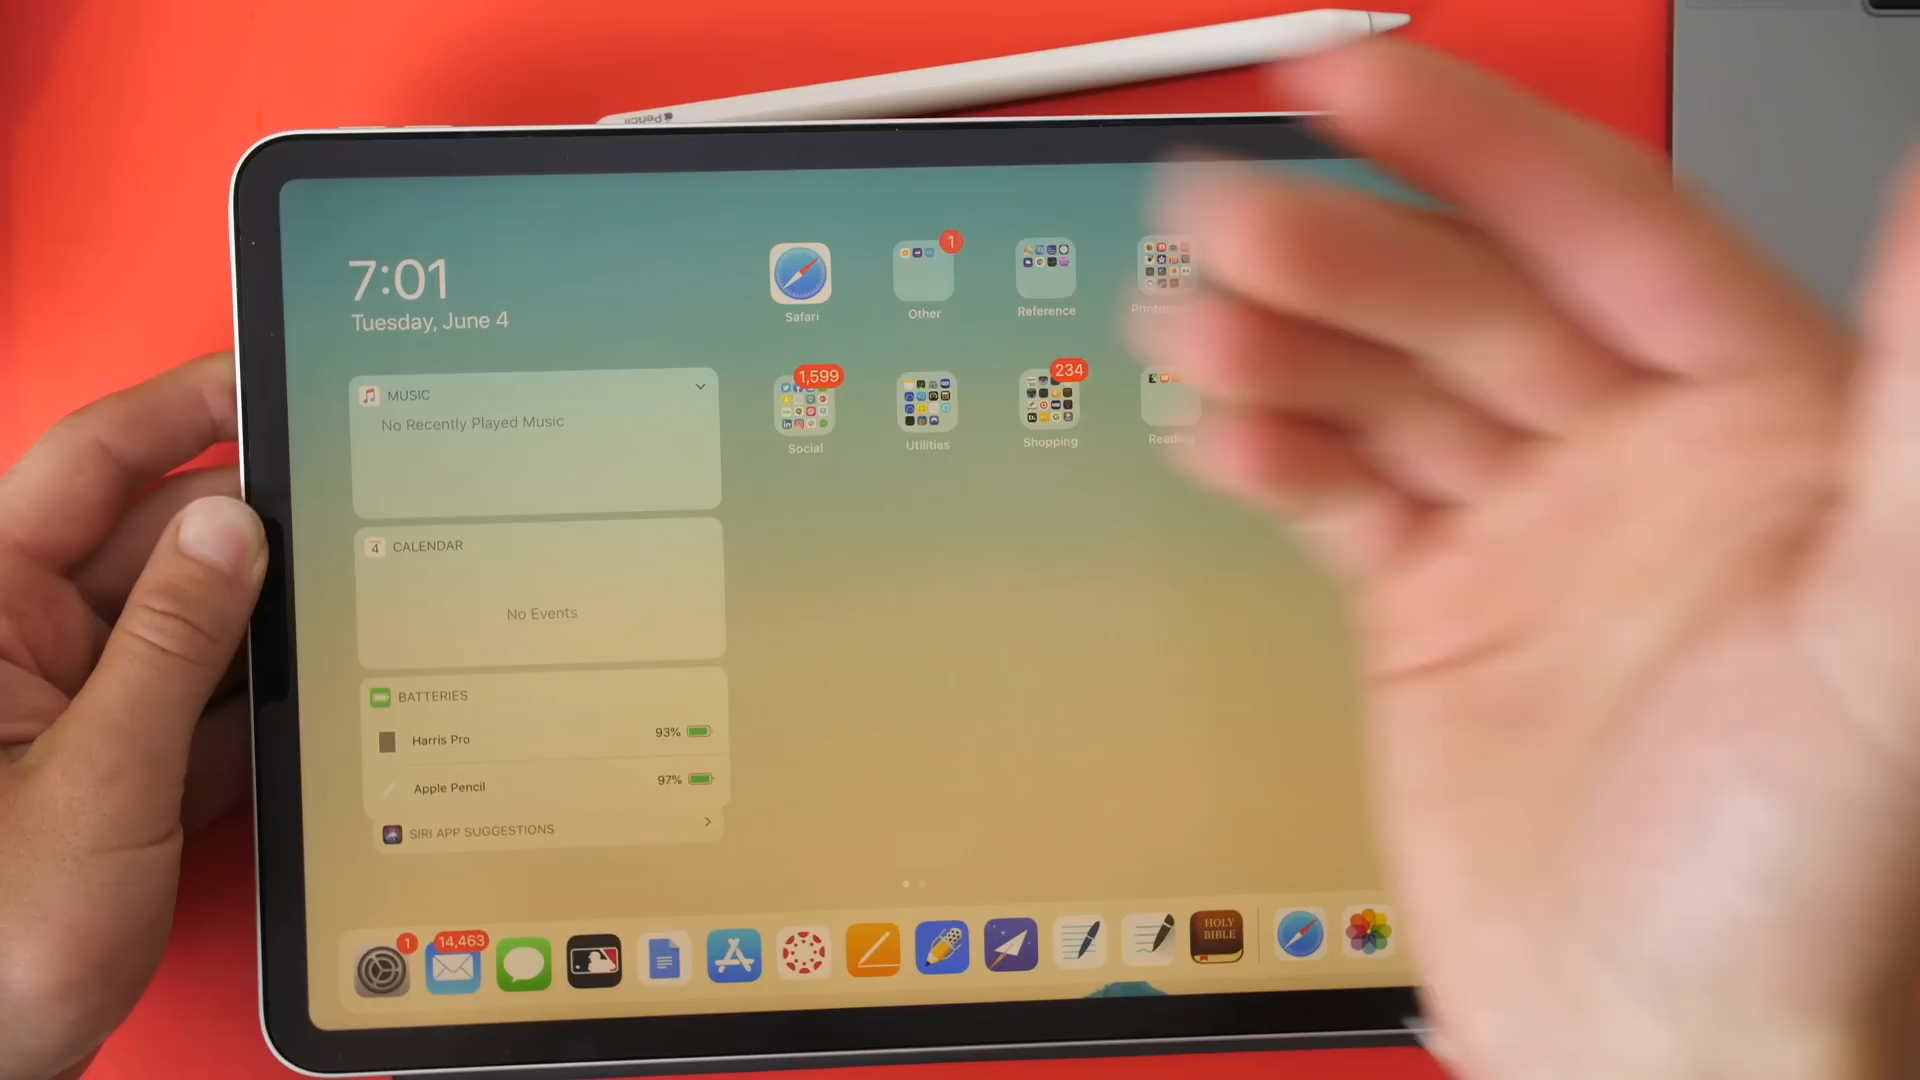 Pencil
7:01
Tuesday, June 4
Safari
Other
1
Reference
MUSIC
No Recently Played Music
1,599
Social
Utilities
234
Shopping
Reading
4
CALENDAR
No Events
BATTERIES
Harris Pro
93%
Apple Pencil
97%
SIRI APP SUGGESTIONS
1
14,463
HOLY
BIBLE